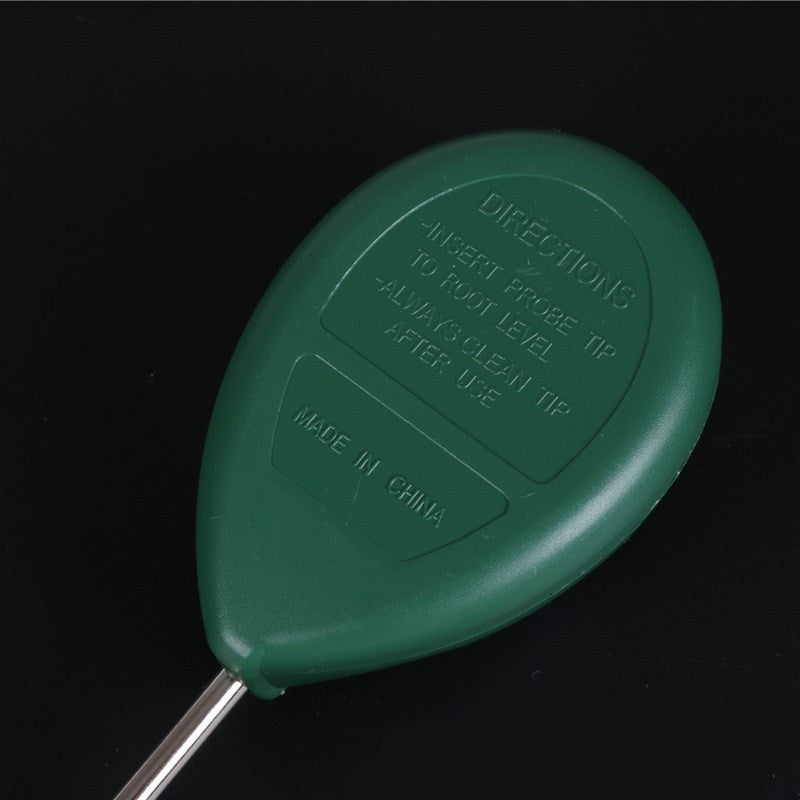 DIRECTIONS
-INSERT PROBE TIP
TO ROOT LEVEL
-ALWAYS CLEAN TIP
AFTER USE
MADE IN CHINA